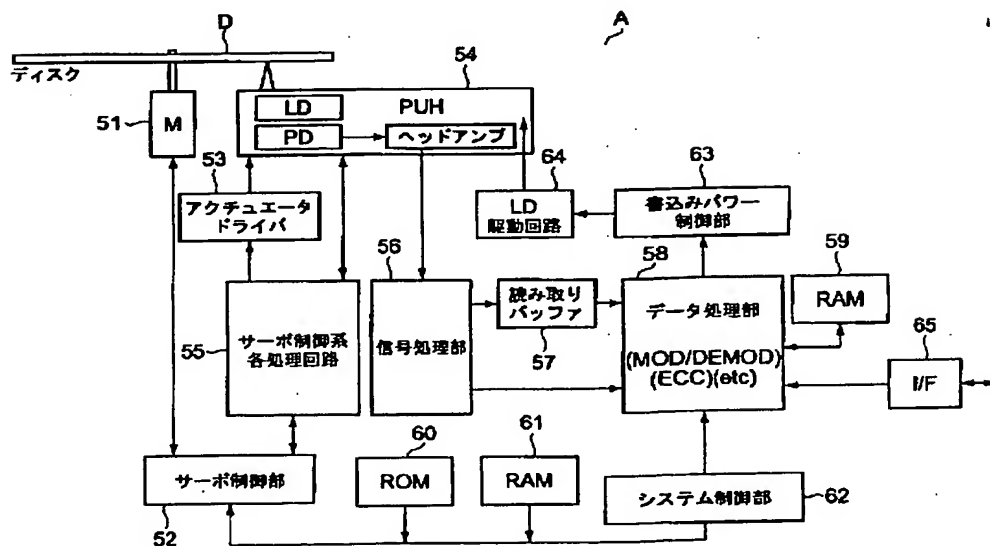 D
A
ディスク
54
LD
PUH
51
M
PD
ヘッドアンプ
53
64
63
アクチュエータ
ドライバ
LD
駆動回路
書込みパワー
制御部
56
58
59
55
サーボ制御系
各処理回路
信号処理部
読み取り
バッファ
57
データ処理部
(MOD/DEMOD)
(ECC)(etc)
RAM
65
I/F
60
61
サーボ制御部
ROM
RAM
システム制御部
62
52